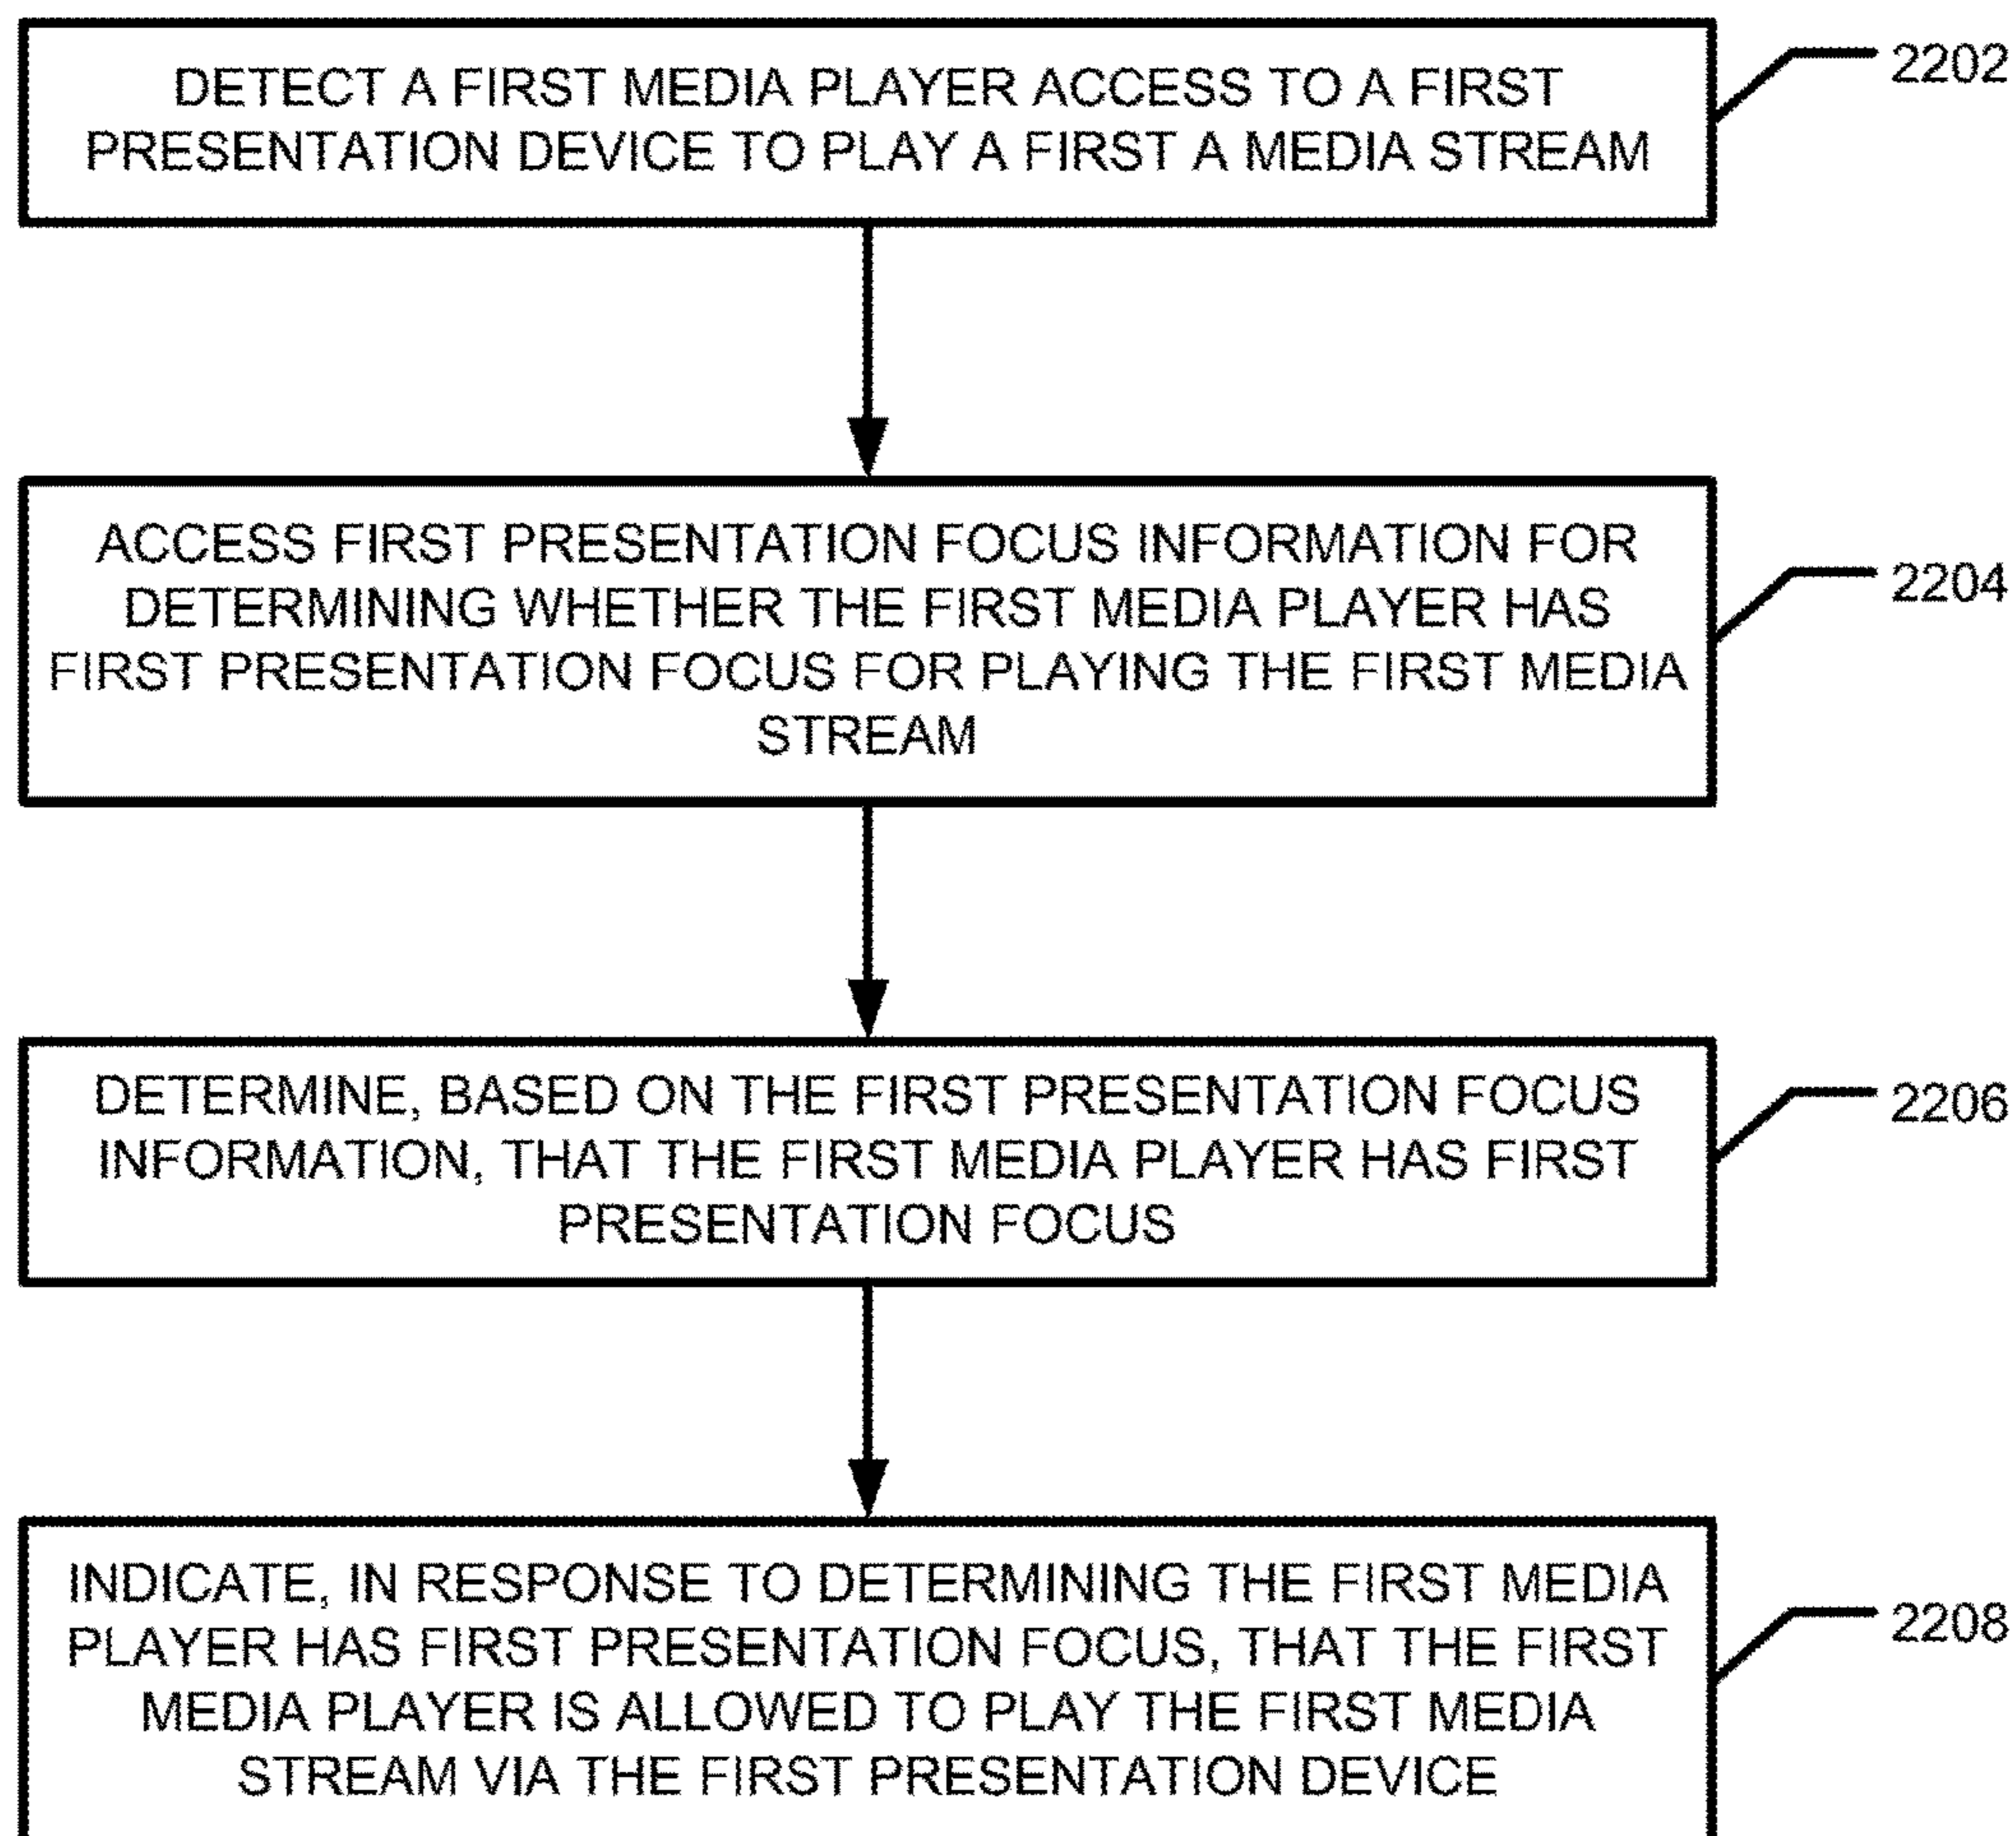 DETECT A FIRST MEDIA PLAYER ACCESS TO A FIRST
PRESENTATION DEVICE TO PLAY A FIRST A MEDIA STREAM
2202
ACCESS FIRST PRESENTATION FOCUS INFORMATION FOR
DETERMINING WHETHER THE FIRST MEDIA PLAYER HAS
FIRST PRESENTATION FOCUS FOR PLAYING THE FIRST MEDIA
STREAM
2204
DETERMINE, BASED ON THE FIRST PRESENTATION FOCUS
INFORMATION, THAT THE FIRST MEDIA PLAYER HAS FIRST
PRESENTATION FOCUS
2206
INDICATE, IN RESPONSE TO DETERMINING THE FIRST MEDIA
PLAYER HAS FIRST PRESENTATION FOCUS, THAT THE FIRST
MEDIA PLAYER IS ALLOWED TO PLAY THE FIRST MEDIA
STREAM VIA THE FIRST PRESENTATION DEVICE
2208